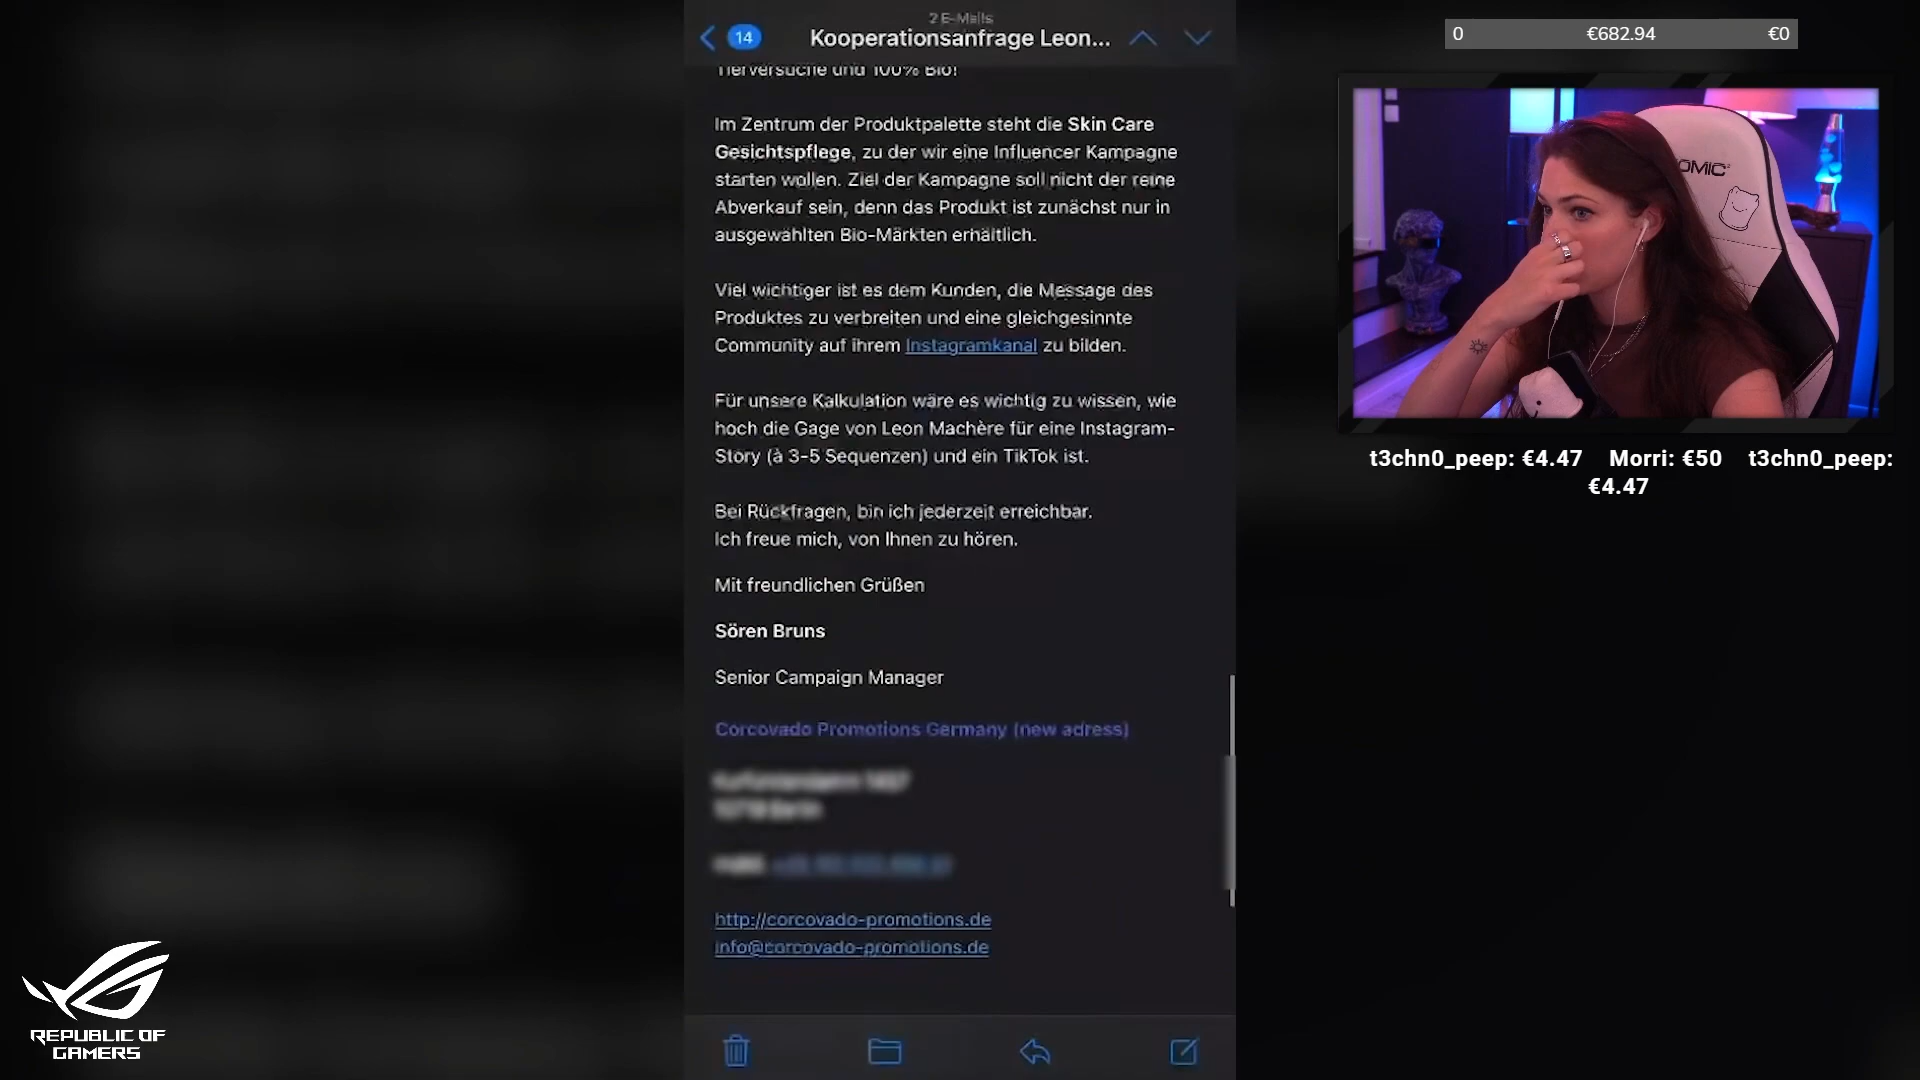 2 E-Mails
14
Kooperationsanfrage Leon...
Tierversuche und 100% Bio!
Im Zentrum der Produktpalette steht die Skin Care
Gesichtspflege, zu der wir eine Influencer Kampagne
starten wollen. Ziel der Kampagne soll nicht der reine
Abverkauf sein, denn das Produkt ist zunächst nur in
ausgewählten Bio-Märkten erhältlich.
Viel wichtiger ist es dem Kunden, die Message des
Produktes zu verbreiten und eine gleichgesinnte
Community auf ihrem Instagramkanal zu bilden.
Für unsere Kalkulation wäre es wichtig zu wissen, wie
hoch die Gage von Leon Machère für eine Instagram-
Story (à 3-5 Sequenzen) und ein TikTok ist.
Bei Rückfragen, bin ich jederzeit erreichbar.
Ich freue mich, von Ihnen zu hören.
Mit freundlichen Grüßen
Sören Bruns
Senior Campaign Manager
Corcovado Promotions Germany (new adress)
http://corcovado-promotions.de
info@corcovado-promotions.de
0 €682.94 €0
OMIC
t3chn0_peep: €4.47 Morri: €50 t3chn0_peep:
€4.47
REPUBLIC OF
GAMERS